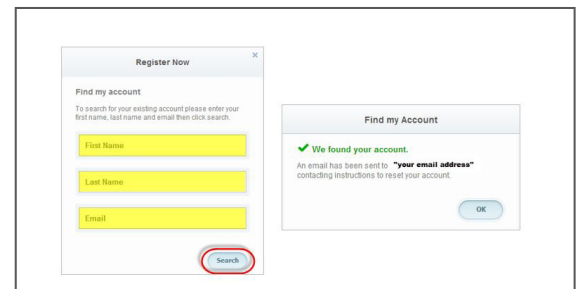 Register Now
×
Find my account
To search for your existing account please enter your
first name, last name and email then click search.
First Name
Last Name
Email
Search
Find my Account
We found your account.
An email has been sent to "your email address"
contacting instructions to reset your account.
OK